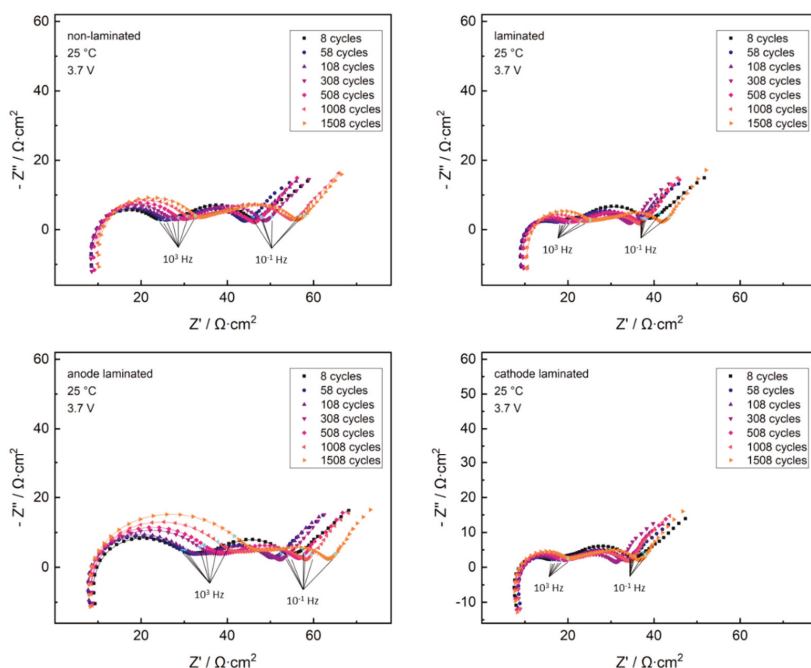 non-laminated
25 °C
3.7 V
8 cycles
58 cycles
108 cycles
308 cycles
508 cycles
1008 cycles
1508 cycles
60
40
20
0
- Z" / Ω·cm²
10³ Hz
10⁻¹ Hz
20 40 60
Z' / Ω·cm²
laminated
25 °C
3.7 V
8 cycles
58 cycles
108 cycles
308 cycles
508 cycles
1008 cycles
1508 cycles
60
40
20
0
- Z" / Ω·cm²
10³ Hz
10⁻¹ Hz
20 40 60
Z' / Ω·cm²
anode laminated
25 °C
3.7 V
8 cycles
58 cycles
108 cycles
308 cycles
508 cycles
1008 cycles
1508 cycles
60
40
20
0
- Z" / Ω·cm²
10³ Hz
10⁻¹ Hz
20 40 60
Z' / Ω·cm²
cathode laminated
25 °C
3.7 V
8 cycles
58 cycles
108 cycles
308 cycles
508 cycles
1008 cycles
1508 cycles
60
50
40
30
20
10
0
-10
- Z" / Ω·cm²
10³ Hz
10⁻¹ Hz
20 40 60
Z' / Ω·cm²